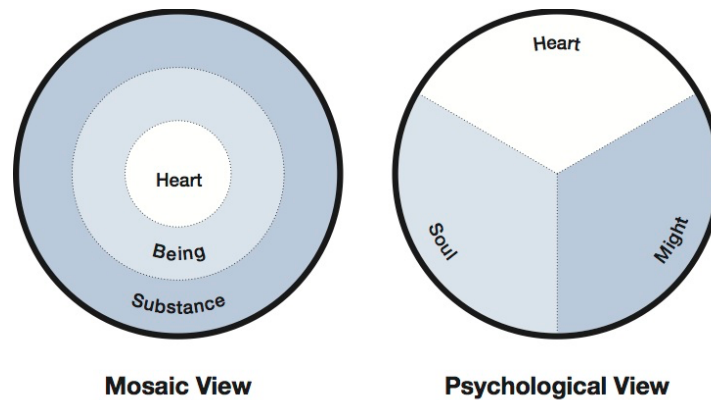 Heart
Being
Substance
Mosaic View
Heart
Soul
Might
Psychological View